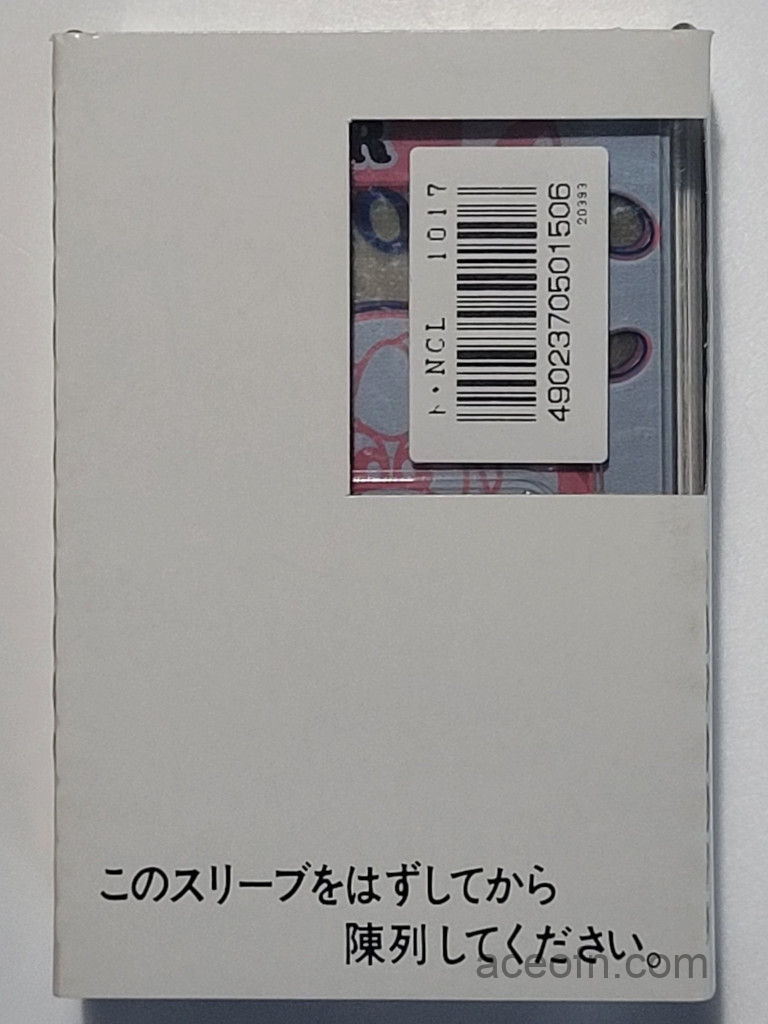 R
ト・NCL 1017
4902370501506
20393
このスリーブをはずしてから
陳列してください。
aceofn.com